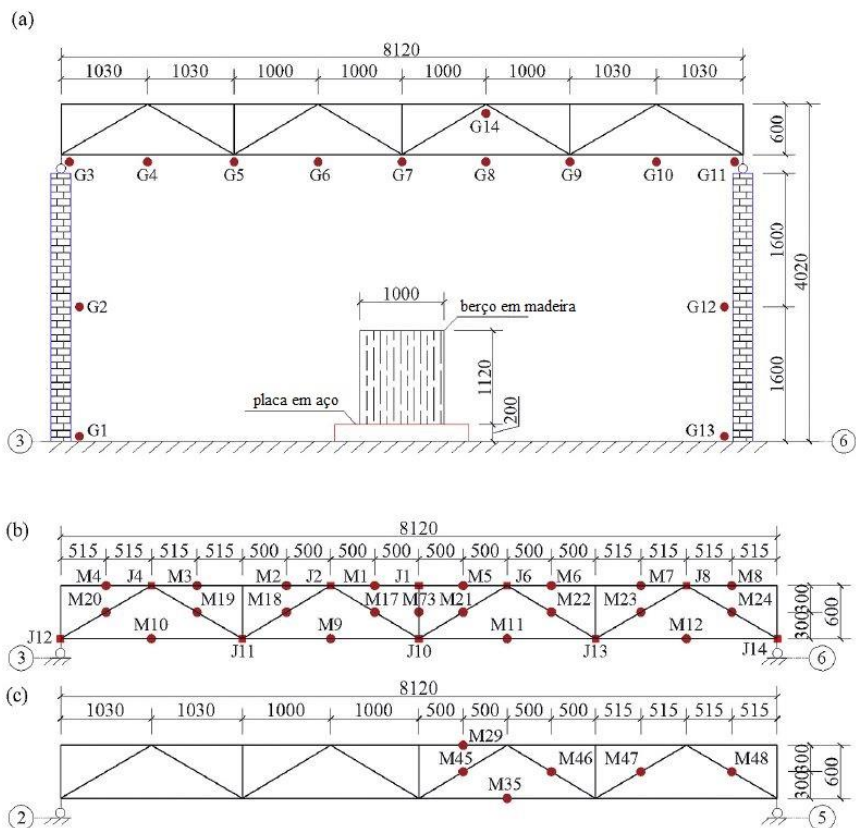 (a)
8120
1030 1030 1000 1000 1000 1000 1030 1030
G14
600
G3 G4 G5 G6 G7 G8 G9 G10 G11
1600
4020
1000
berço em madeira
G2 G12
1120
placa em aço
200
1600
G1 G13
3 6
(b)
8120
515 515 515 515 500 500 500 500 500 500 500 500 515 515 515 515
M4 J4 M3 M2 J2 M1 J1 M5 J6 M6 M7 J8 M8
M20 M19 M18 M17 M73 M21 M22 M23 M24
300 300 600
J12 M10 M9 M11 M12
J11 J10 J13 J14
3 6
(c)
8120
1030 1030 1000 1000 500 500 500 500 515 515 515 515
M29
M45 M46 M47 M48
300 300 600
M35
2 5